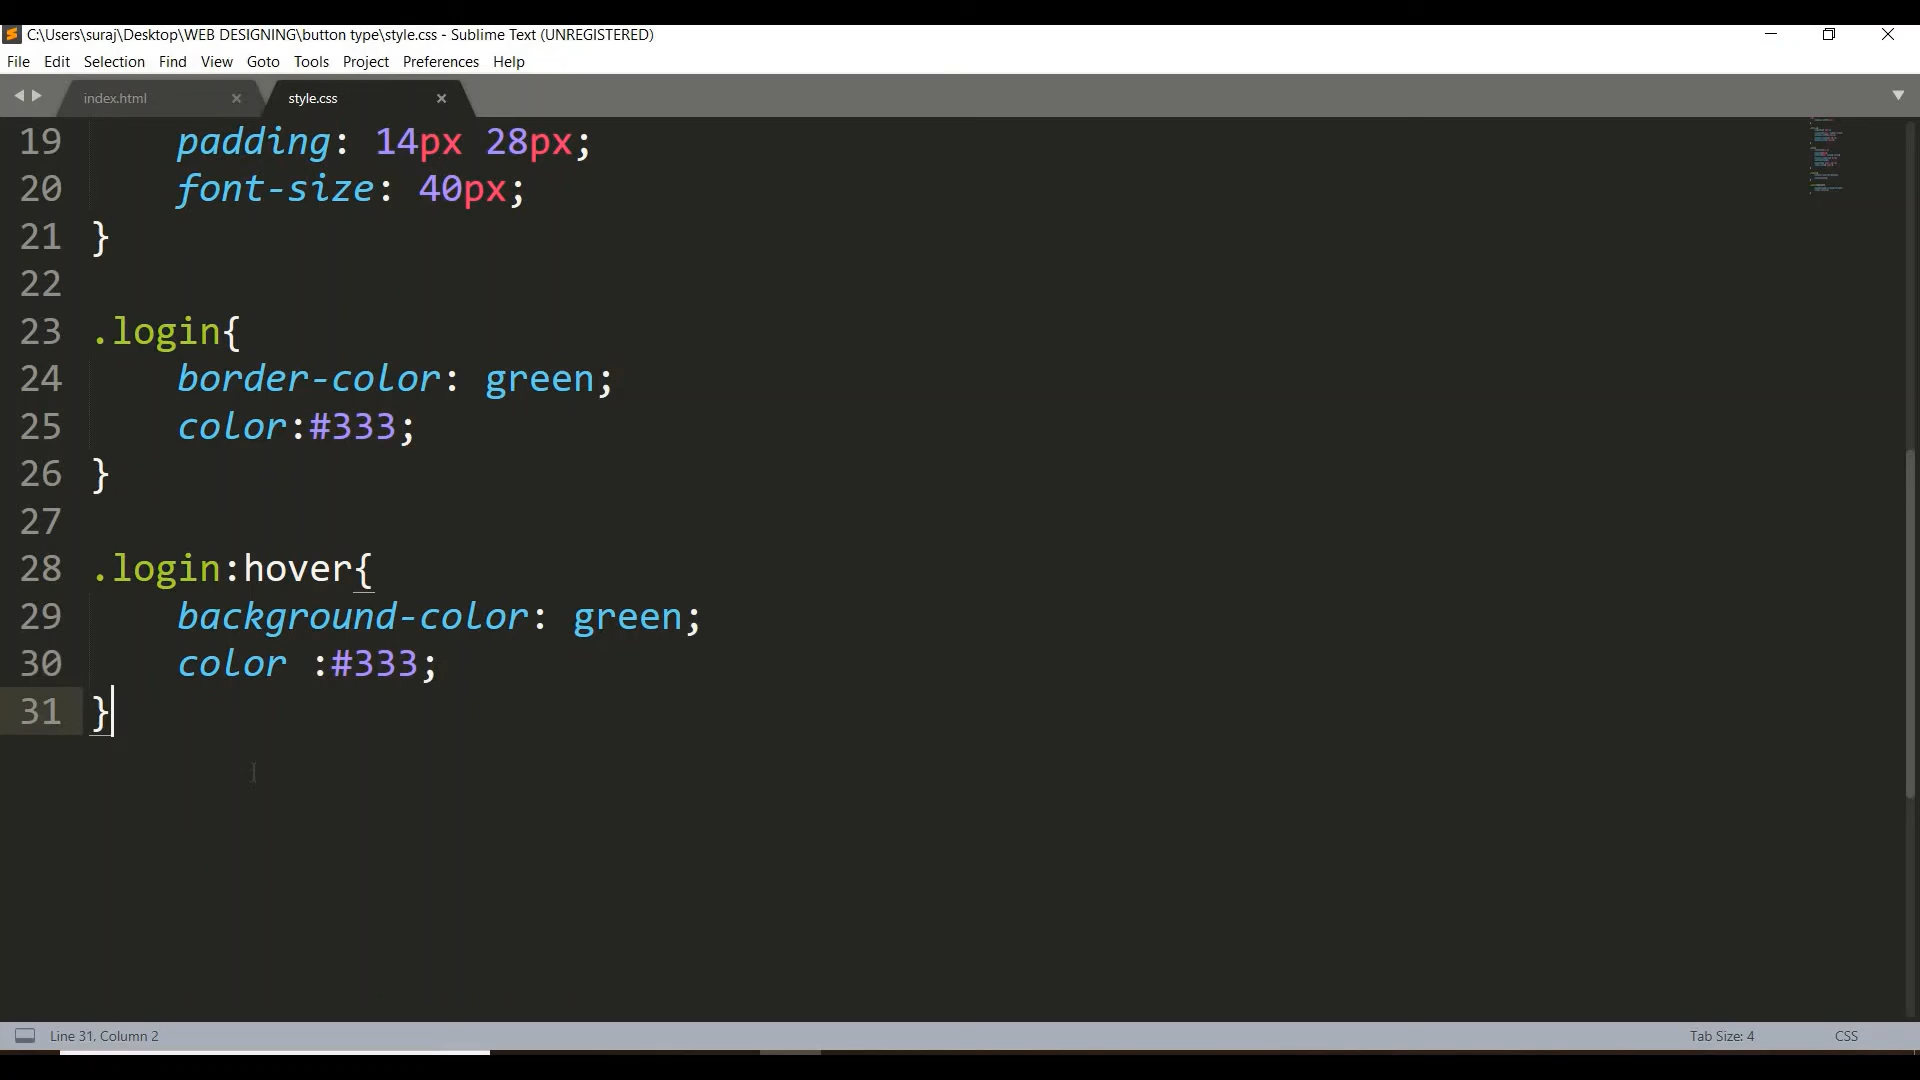 C:\Users\suraj\Desktop\WEB DESIGNING\button type\style.css - Sublime Text (UNREGISTERED)
File Edit Selection Find View Goto Tools Project Preferences Help
index.html style.css
19 padding: 14px 28px;
20 font-size: 40px;
21 }
22
23 .login{
24 border-color: green;
25 color:#333;
26 }
27
28 .login:hover{
29 background-color: green;
30 color :#333;
31 }
Line 31, Column 2 Tab Size: 4 CSS